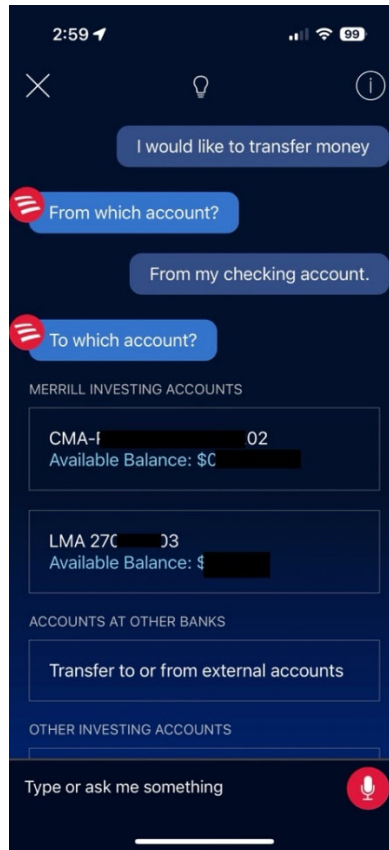 2:59
99
I would like to transfer money
From which account?
From my checking account.
To which account?
MERRILL INVESTING ACCOUNTS
CMA- 02
Available Balance: $
LMA 270 03
Available Balance: $
ACCOUNTS AT OTHER BANKS
Transfer to or from external accounts
OTHER INVESTING ACCOUNTS
Type or ask me something